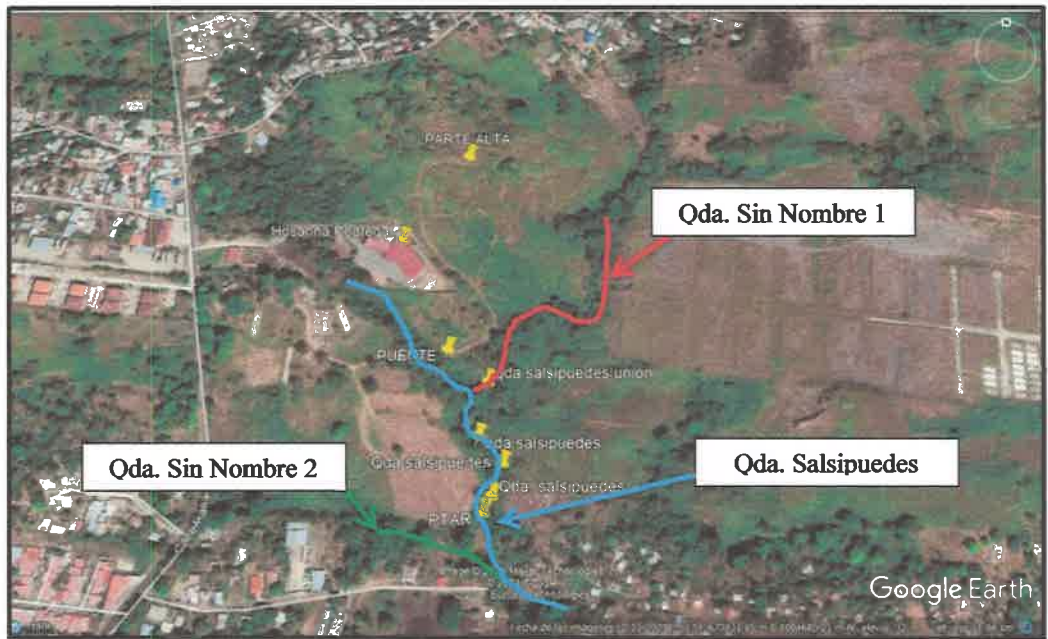 PARTE ALTA
Qda. Sin Nombre 1
Hosanna
PUENTE
Qda salsipuedes union
Qda salsipuedes
Qda salsipuedes
Qda. Sin Nombre 2
Qda. Salsipuedes
Qda. salsipuedes
PTAR
Google Earth